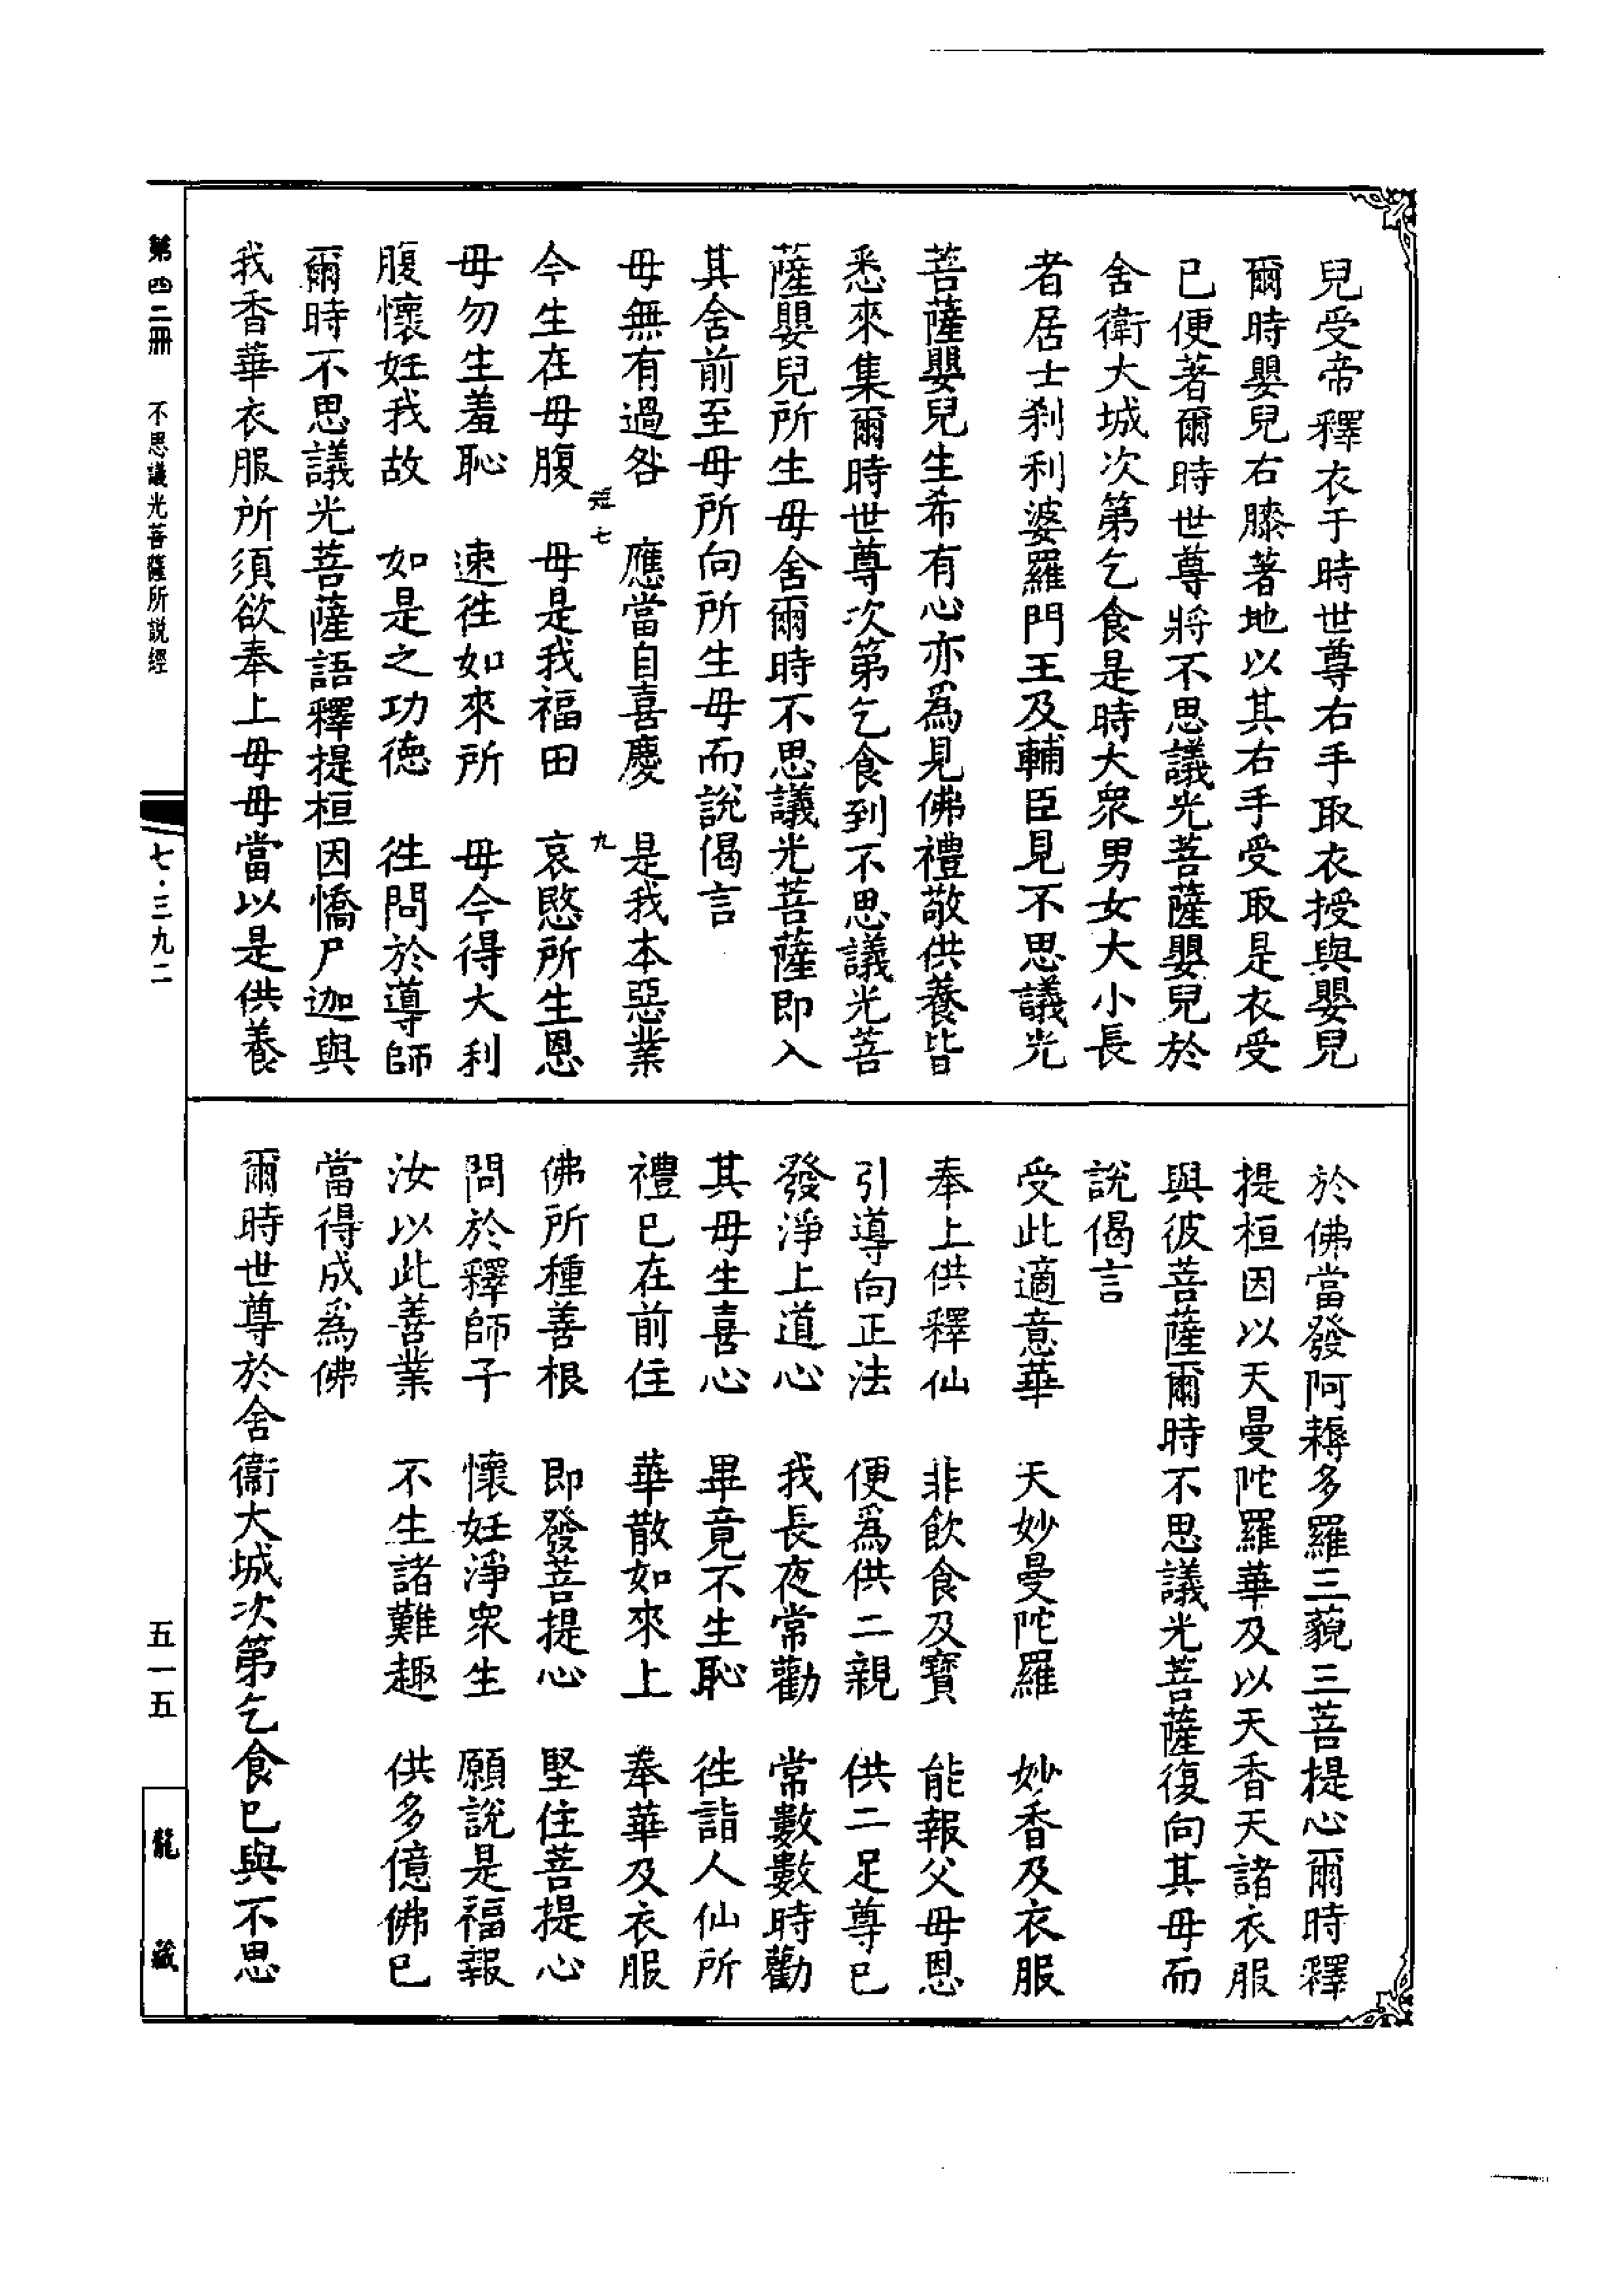 兒受帝釋衣于時世尊右手取衣授與嬰兒
爾時嬰兒右膝著地以其右手受取是衣受
已便著爾時世尊將不思議光菩薩嬰兒於
舍衛大城次第乞食是時大衆男女大小長
者居士剎利婆羅門王及輔臣見不思議光
菩薩嬰兒生希有心亦爲見佛禮敬供養皆
悉來集爾時世尊次第乞食到不思議光菩
薩嬰兒所生毋舍爾時不思議光菩薩即入
其舍前至毋所向所生毋而說偈言
毋無有過咎　應當自喜慶　是我本惡業
今生在毋腹　毋是我福田　哀愍所生恩
毋勿生羞恥　速往如來所　毋今得大利
腹懷妊我故　如是之功德　往問於導師
爾時不思議光菩薩語釋提桓因憍尸迦與
我香華衣服所須欲奉上毋毋當以是供養
於佛當發阿耨多羅三藐三菩提心爾時釋
提桓因以天曼陀羅華及以天香天諸衣服
與彼菩薩爾時不思議光菩薩復向其毋而
說偈言
受此適意華　天妙曼陀羅　妙香及衣服
奉上供釋仙　非飲食及寶　能報父毋恩
引導向正法　便爲供二親　供二足尊已
發淨上道心　我長夜常勸　常數數時勸
其毋生喜心　畢竟不生恥　往詣人仙所
禮已在前住　華散如來上　奉華及衣服
佛所種善根　即發菩提心　堅住菩提心
問於釋師子　懷妊淨衆生　願說是福報
汝以此善業　不生諸難趣　供多億佛已
當得成爲佛
爾時世尊於舍衞大城次第乞食已與不思
第四二冊　不思議光菩薩所説經
七·三九二
五一五
龍藏
七
九